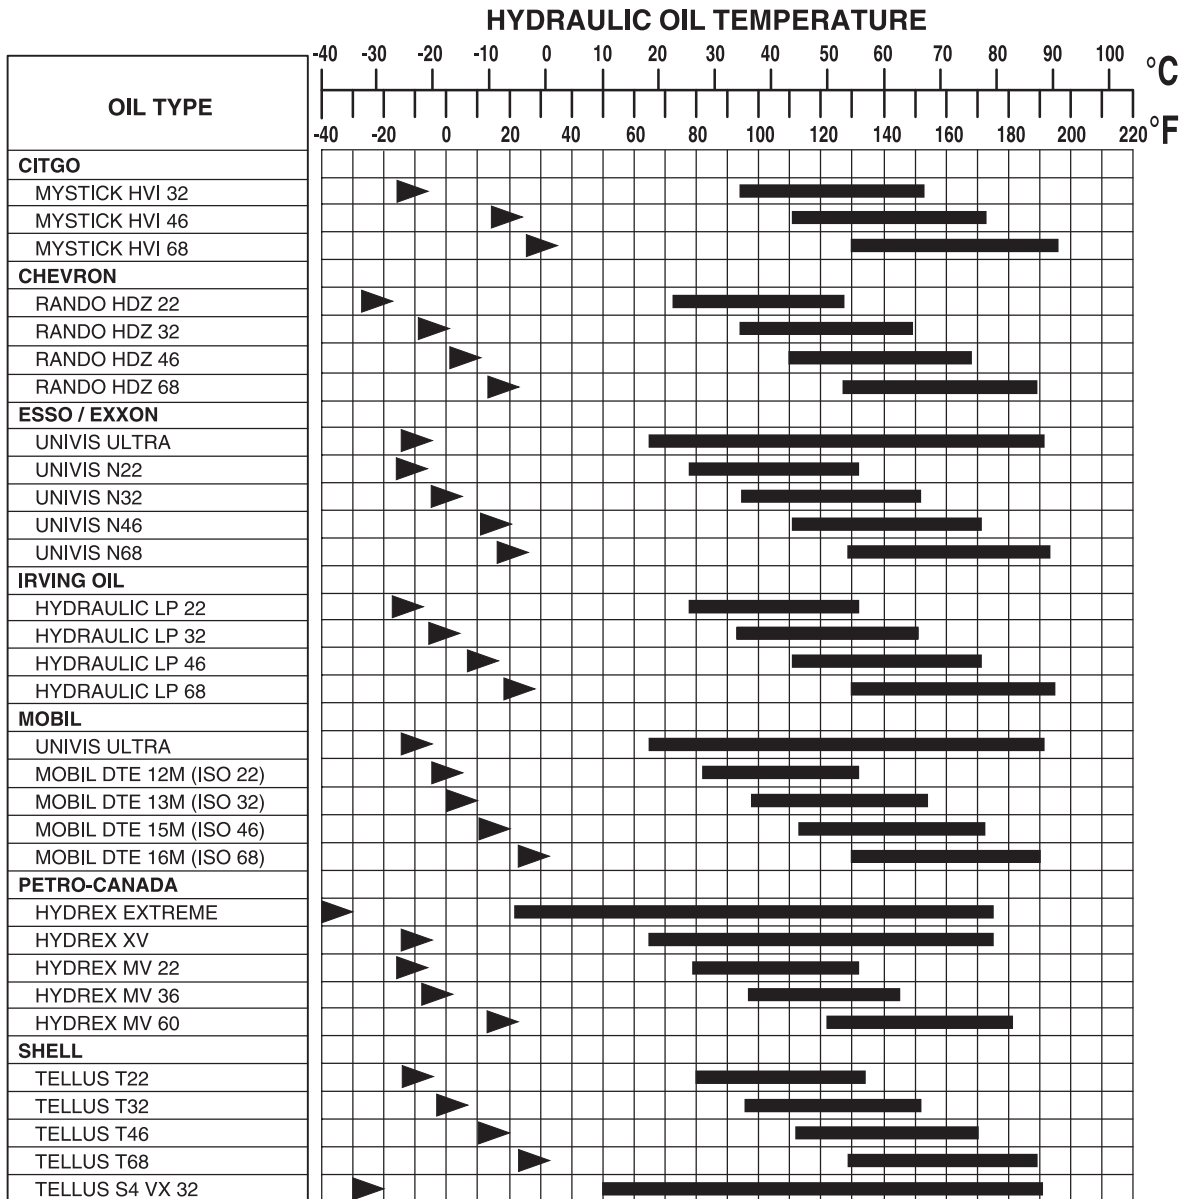 HYDRAULIC OIL TEMPERATURE
-40 -30 -20 -10 0 10 20 30 40 50 60 70 80 90 100 °C
OIL TYPE
-40 -20 0 20 40 60 80 100 120 140 160 180 200 220 °F
CITGO
MYSTICK HVI 32
MYSTICK HVI 46
MYSTICK HVI 68
CHEVRON
RANDO HDZ 22
RANDO HDZ 32
RANDO HDZ 46
RANDO HDZ 68
ESSO / EXXON
UNIVIS ULTRA
UNIVIS N22
UNIVIS N32
UNIVIS N46
UNIVIS N68
IRVING OIL
HYDRAULIC LP 22
HYDRAULIC LP 32
HYDRAULIC LP 46
HYDRAULIC LP 68
MOBIL
UNIVIS ULTRA
MOBIL DTE 12M (ISO 22)
MOBIL DTE 13M (ISO 32)
MOBIL DTE 15M (ISO 46)
MOBIL DTE 16M (ISO 68)
PETRO-CANADA
HYDREX EXTREME
HYDREX XV
HYDREX MV 22
HYDREX MV 36
HYDREX MV 60
SHELL
TELLUS T22
TELLUS T32
TELLUS T46
TELLUS T68
TELLUS S4 VX 32